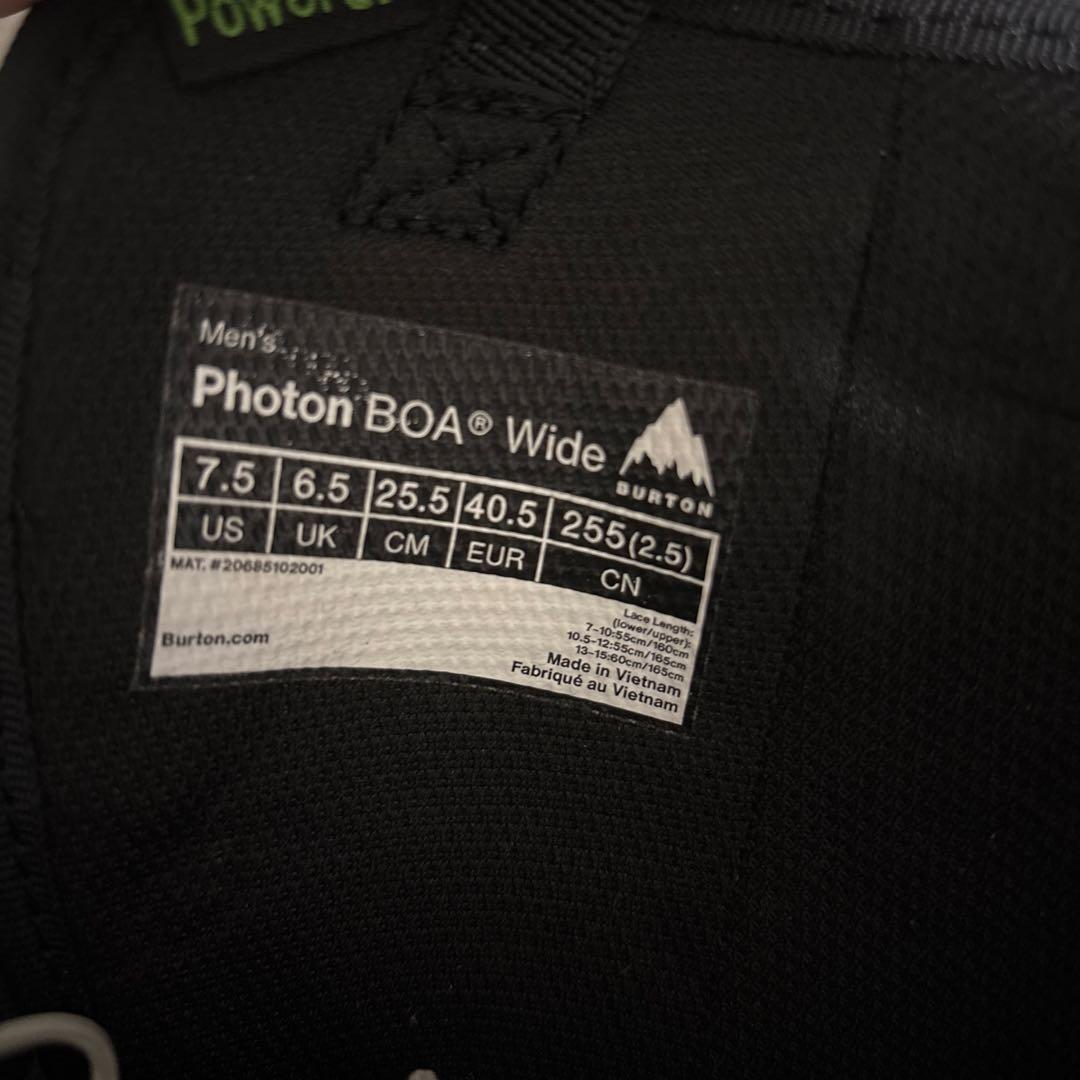 Men's
Photon BOA® Wide
BURTON
7.5 6.5 25.5 40.5 255(2.5)
US UK CM EUR CN
MAT. #20685102001
Burton.com
Lace Length:
(lower/upper):
7-10:55cm/160cm
10.5-12:55cm/165cm
13-15:60cm/165cm
Made in Vietnam
Fabriqué au Vietnam